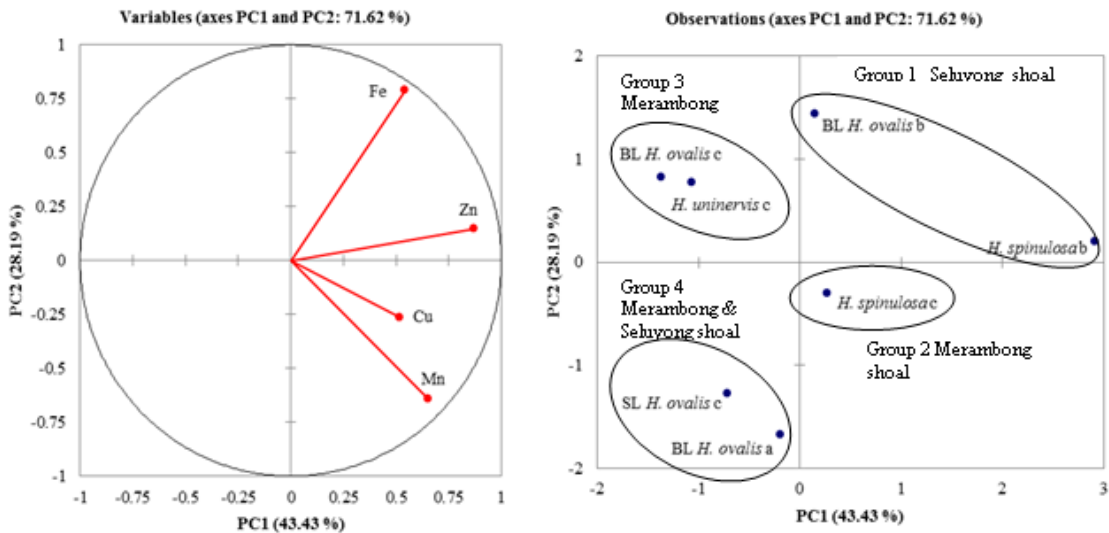 Variables (axes PC1 and PC2: 71.62 %)
1
0.75
0.5
0.25
0
-0.25
-0.5
-0.75
-1
-1
-0.75
-0.5
-0.25
0
0.25
0.5
0.75
1
Fe
Zn
Cu
Mn
PC2 (28.19 %)
PC1 (43.43 %)
Observations (axes PC1 and PC2: 71.62 %)
2
1
0
-1
-2
-2
-1
0
1
2
3
Group 3
Merambong
BL H. ovalis c
H. uninervis c
Group 1 Seluyong shoal
BL H. ovalis b
H. spinulosa b
Group 4
Merambong &
Seluyong shoal
SL H. ovalis c
BL H. ovalis a
H. spinulosa c
Group 2 Merambong
shoal
PC2 (28.19 %)
PC1 (43.43 %)